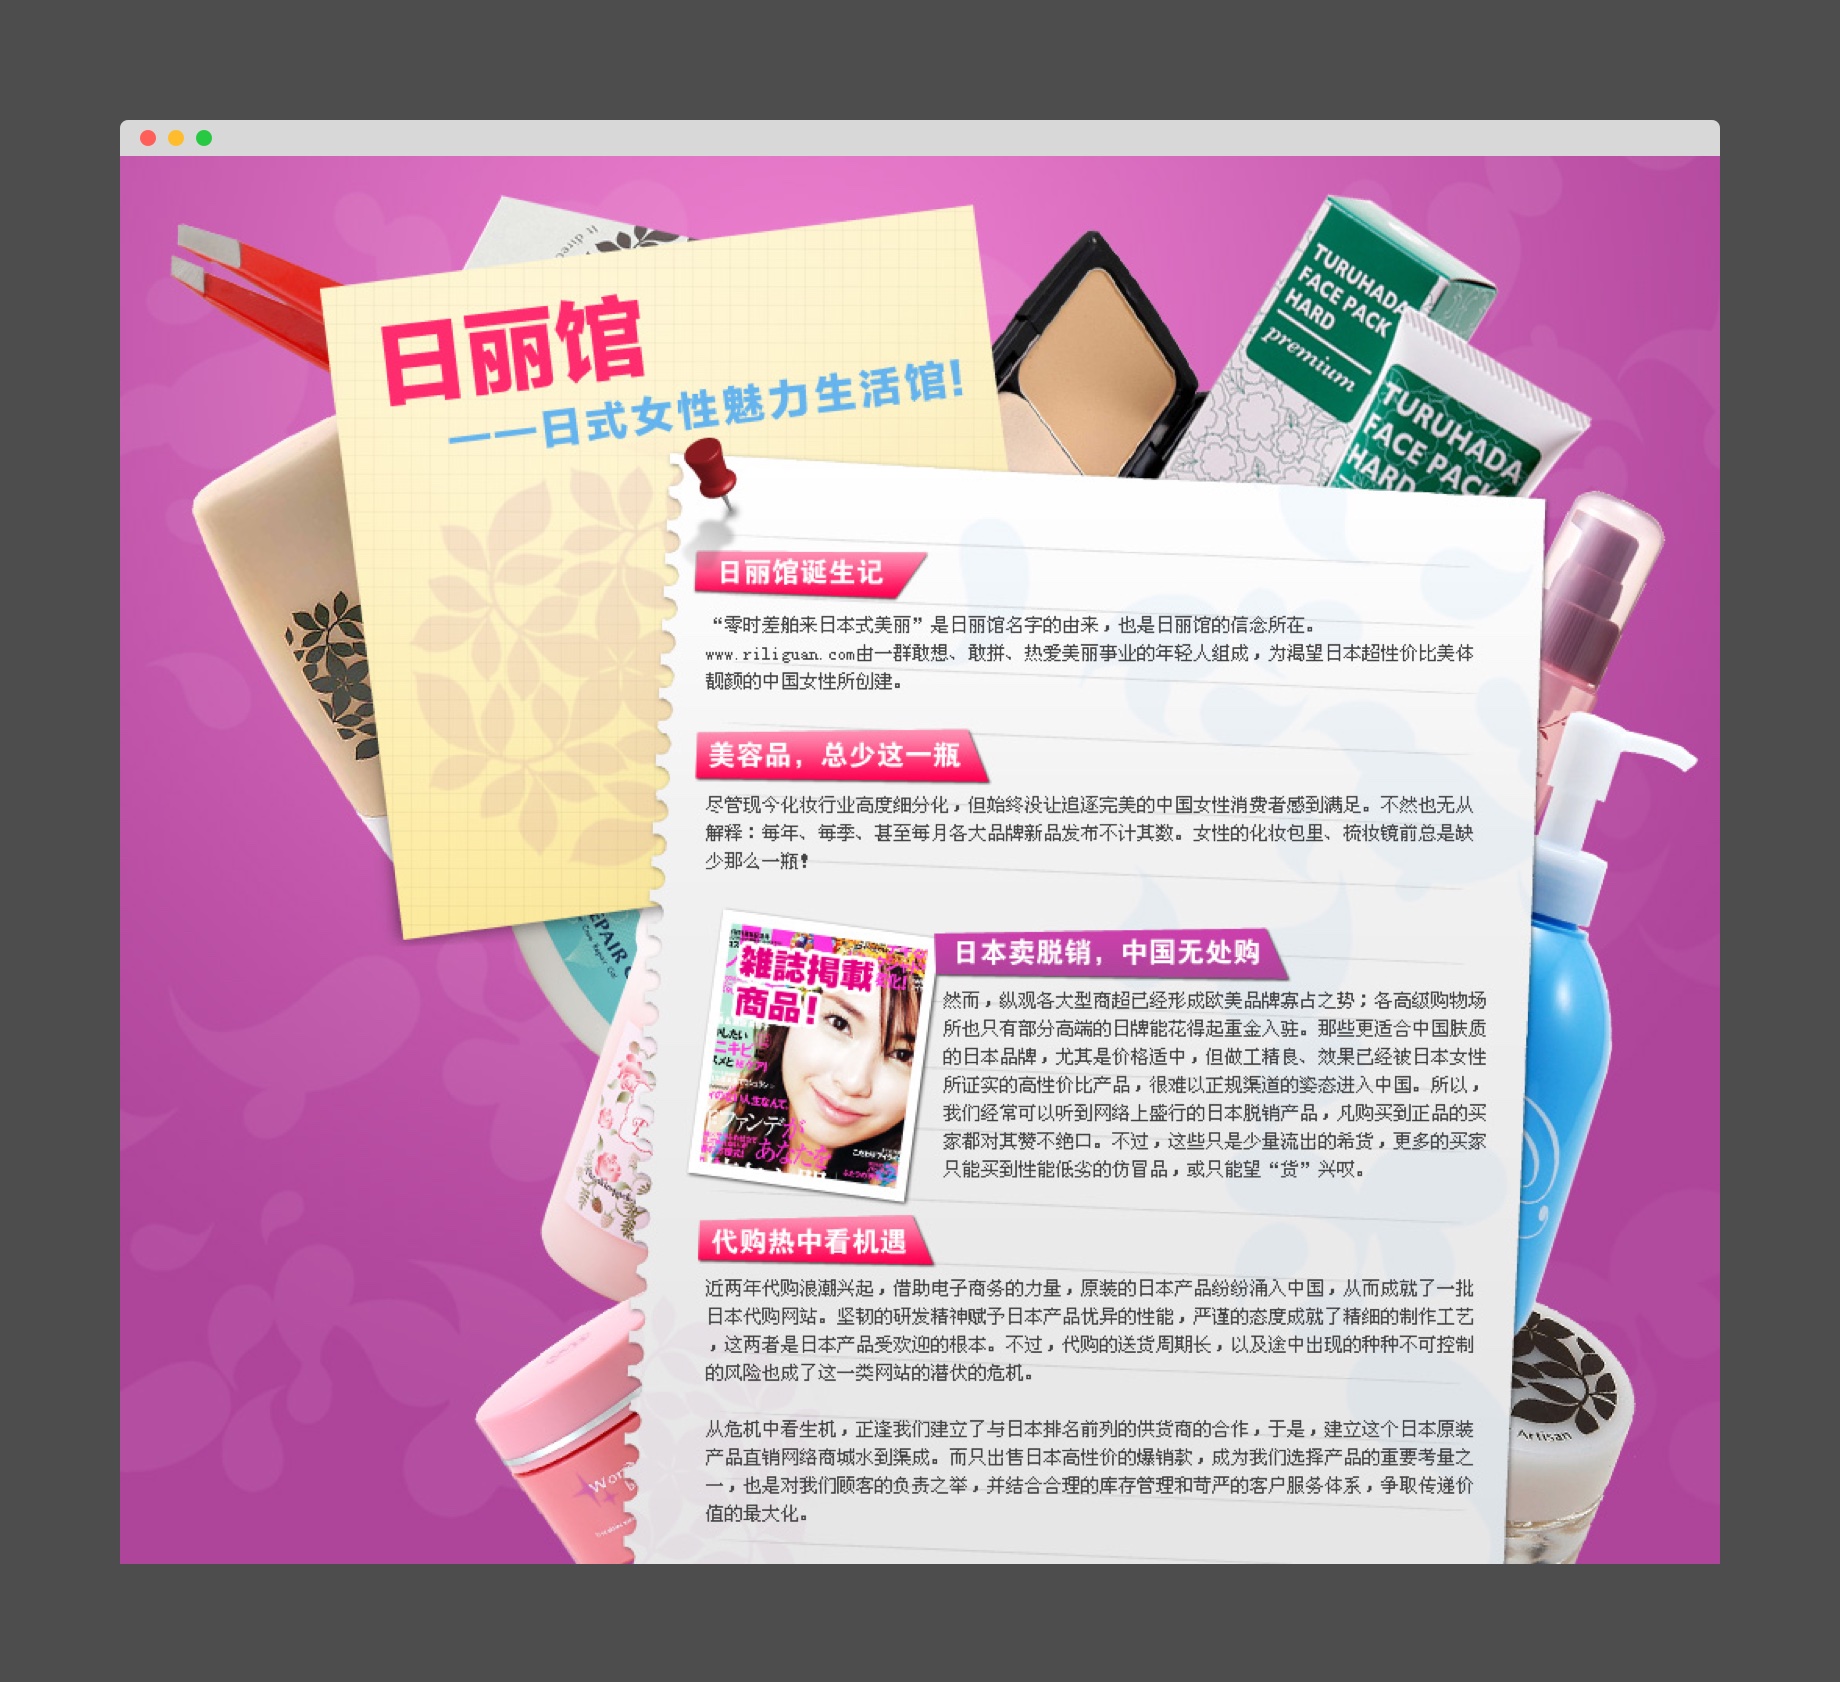 it direc
日丽馆
——日式女性魅力生活馆!
TURUHADA
FACE PACK
HARD
premium
TURUHADA
FACE PACK
HARD
日丽馆诞生记
“零时差舶来日本式美丽”是日丽馆名字的由来，也是日丽馆的信念所在。
www.riliguan.com由一群敢想、敢拼、热爱美丽事业的年轻人组成，为渴望日本超性价比美体
靓颜的中国女性所创建。
美容品，总少这一瓶
尽管现今化妆行业高度细分化，但始终没让追逐完美的中国女性消费者感到满足。不然也无从
解释：每年、每季、甚至每月各大品牌新品发布不计其数。女性的化妆包里、梳妆镜前总是缺
少那么一瓶！
EPAIR
Care Repair Gel
雑誌掲載
商品！
したい
ニキビ
ファンデが
あなたを
日本卖脱销，中国无处购
然而，纵观各大型商超已经形成欧美品牌寡占之势；各高级购物场
所也只有部分高端的日牌能花得起重金入驻。那些更适合中国肤质
的日本品牌，尤其是价格适中，但做工精良、效果已经被日本女性
所证实的高性价比产品，很难以正规渠道的姿态进入中国。所以，
我们经常可以听到网络上盛行的日本脱销产品，凡购买到正品的买
家都对其赞不绝口。不过，这些只是少量流出的希货，更多的买家
只能买到性能低劣的仿冒品，或只能望“货”兴叹。
代购热中看机遇
近两年代购浪潮兴起，借助电子商务的力量，原装的日本产品纷纷涌入中国，从而成就了一批
日本代购网站。坚韧的研发精神赋予日本产品优异的性能，严谨的态度成就了精细的制作工艺
，这两者是日本产品受欢迎的根本。不过，代购的送货周期长，以及途中出现的种种不可控制
的风险也成了这一类网站的潜伏的危机。
从危机中看生机，正逢我们建立了与日本排名前列的供货商的合作，于是，建立这个日本原装
产品直销网络商城水到渠成。而只出售日本高性价的爆销款，成为我们选择产品的重要考量之
一，也是对我们顾客的负责之举，并结合合理的库存管理和苛严的客户服务体系，争取传递价
值的最大化。
Artisan